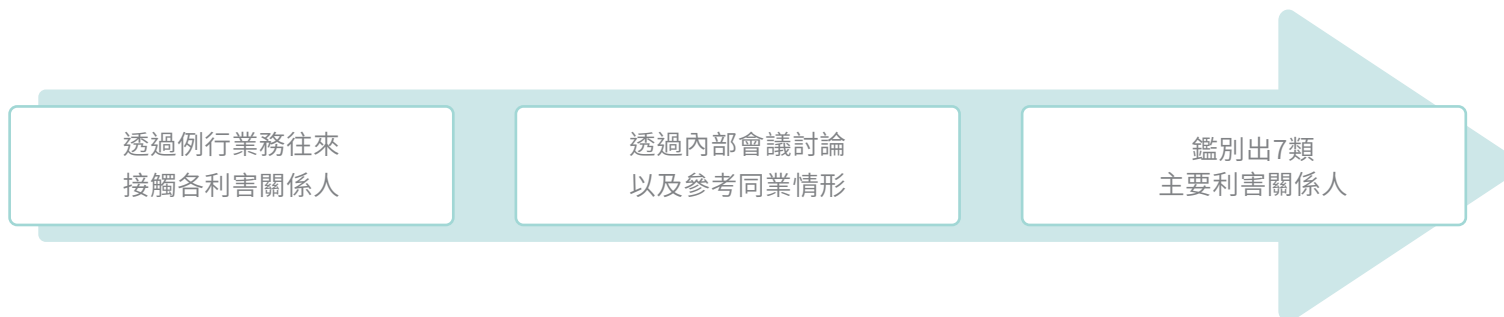 透過例行業務往來
接觸各利害關係人
透過內部會議討論
以及參考同業情形
鑑別出7類
主要利害關係人